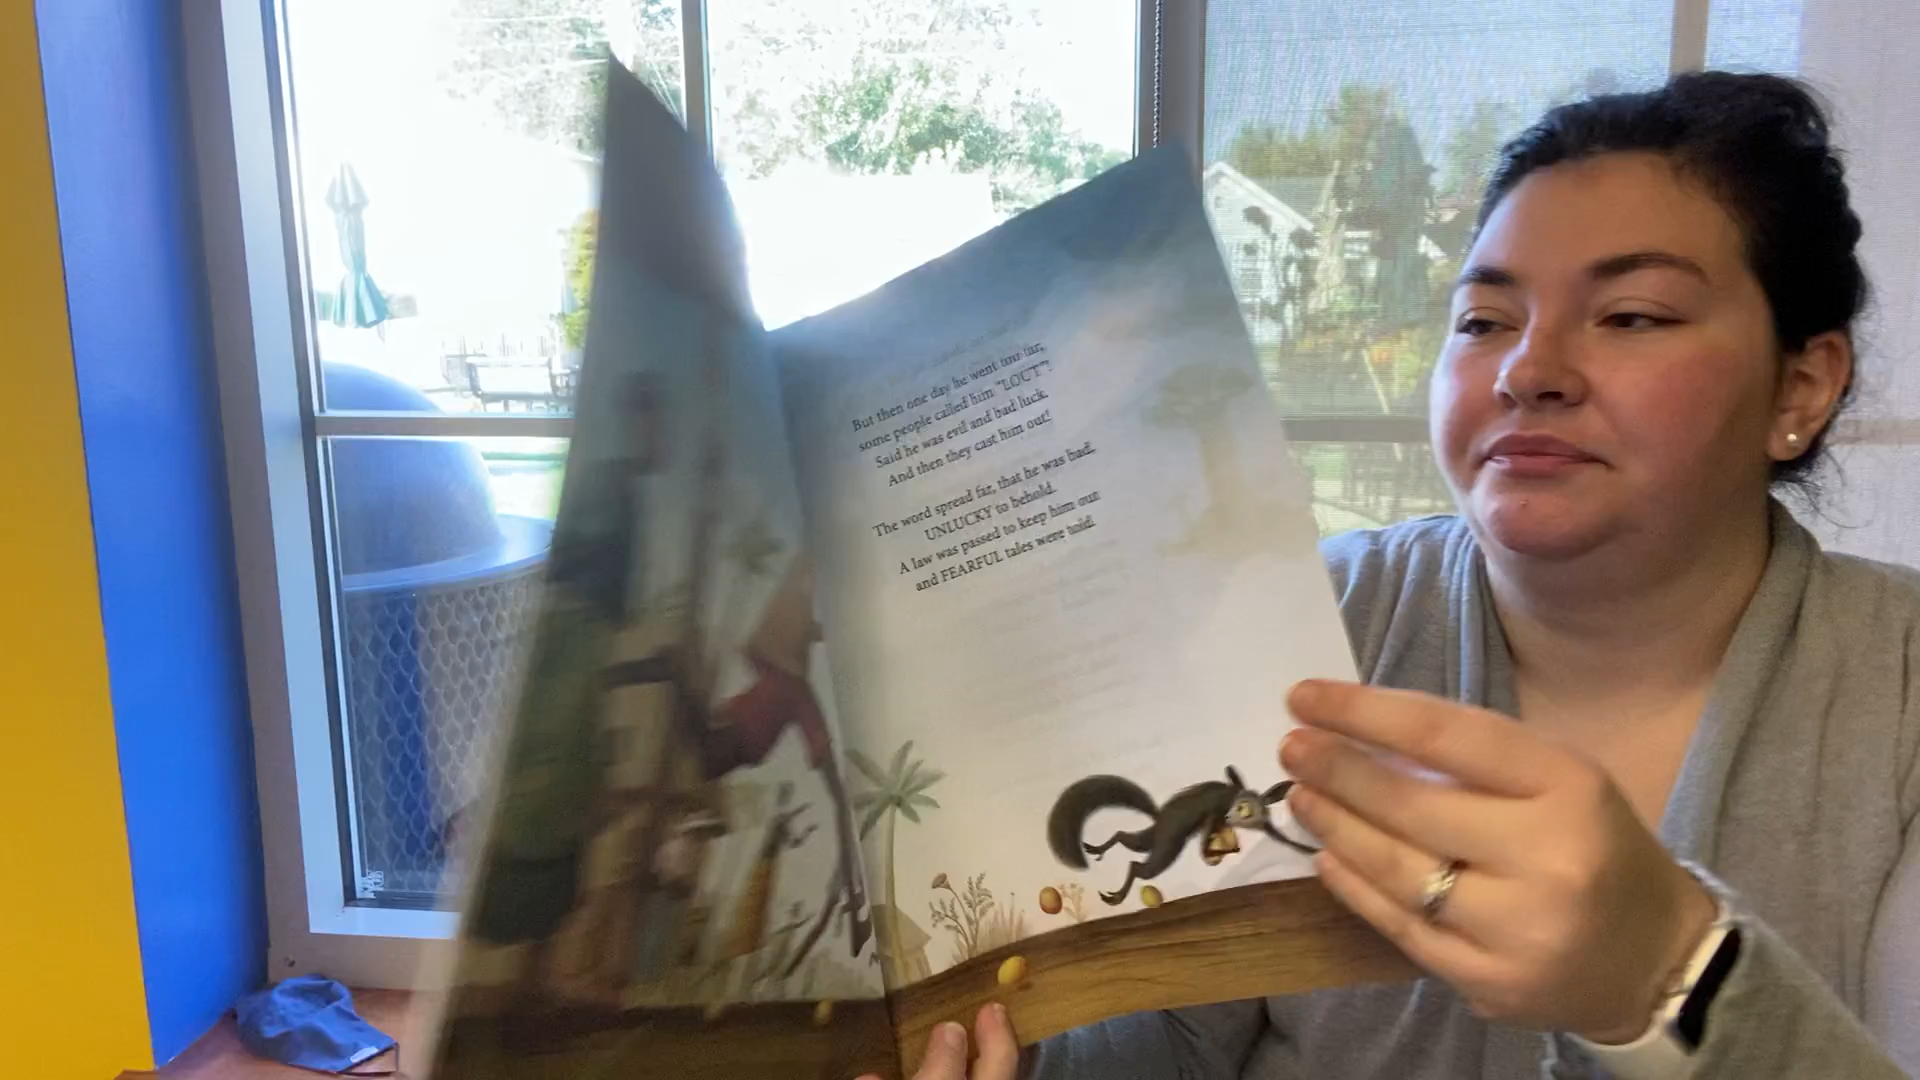 But then one day he went too far,
some people called him "LOUT"!
Said he was evil and bad luck.
And then they cast him out!
The word spread far, that he was bad,
UNLUCKY to behold.
A law was passed to keep him out
and FEARFUL tales were told.